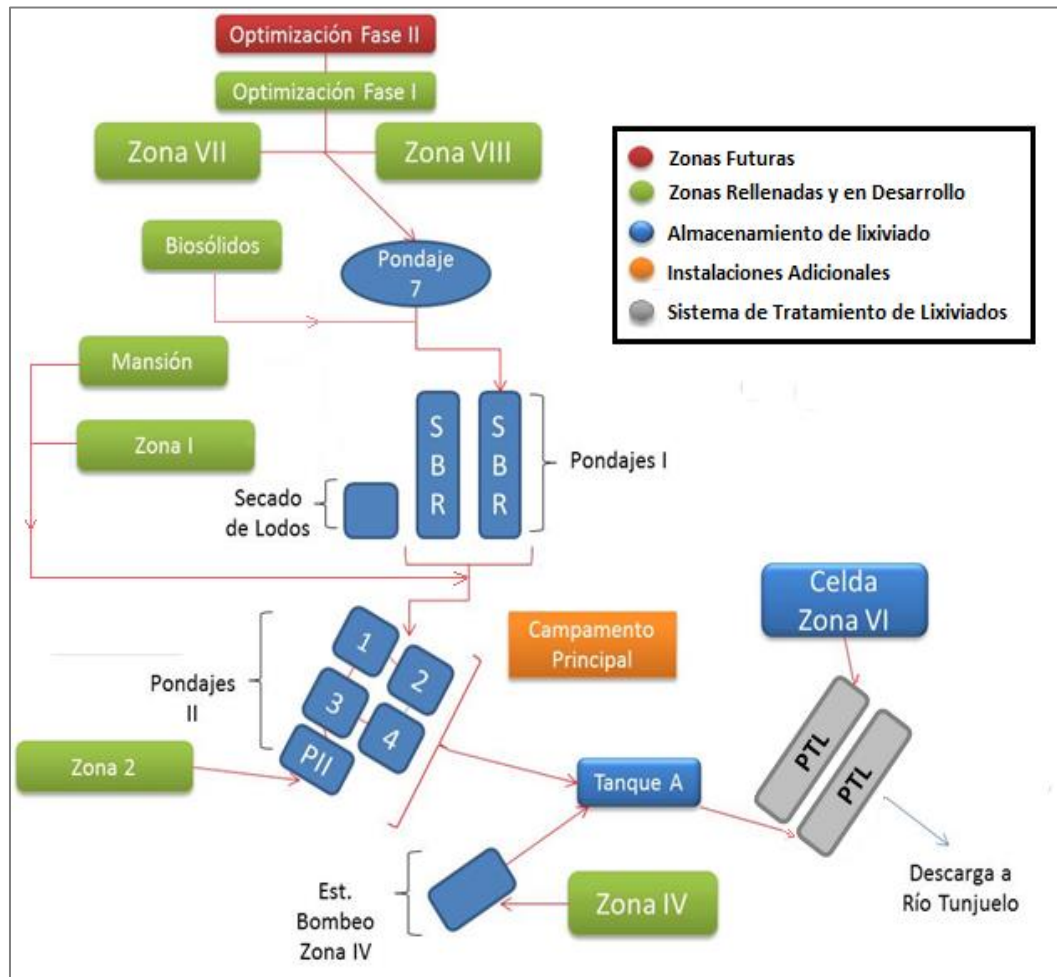 Optimización Fase II
Optimización Fase I
Zona VII
Zona VIII
Zonas Futuras
Zonas Rellenadas y en Desarrollo
Almacenamiento de lixiviado
Instalaciones Adicionales
Sistema de Tratamiento de Lixiviados
Biosólidos
Pondaje
7
Mansión
Zona I
S
B
R
S
B
R
Pondajes I
Secado
de Lodos
Celda
Zona VI
Campamento
Principal
Pondajes
II
1
2
3
4
PII
Zona 2
Tanque A
PTL
PTL
Descarga a
Río Tunjuelo
Est.
Bombeo
Zona IV
Zona IV